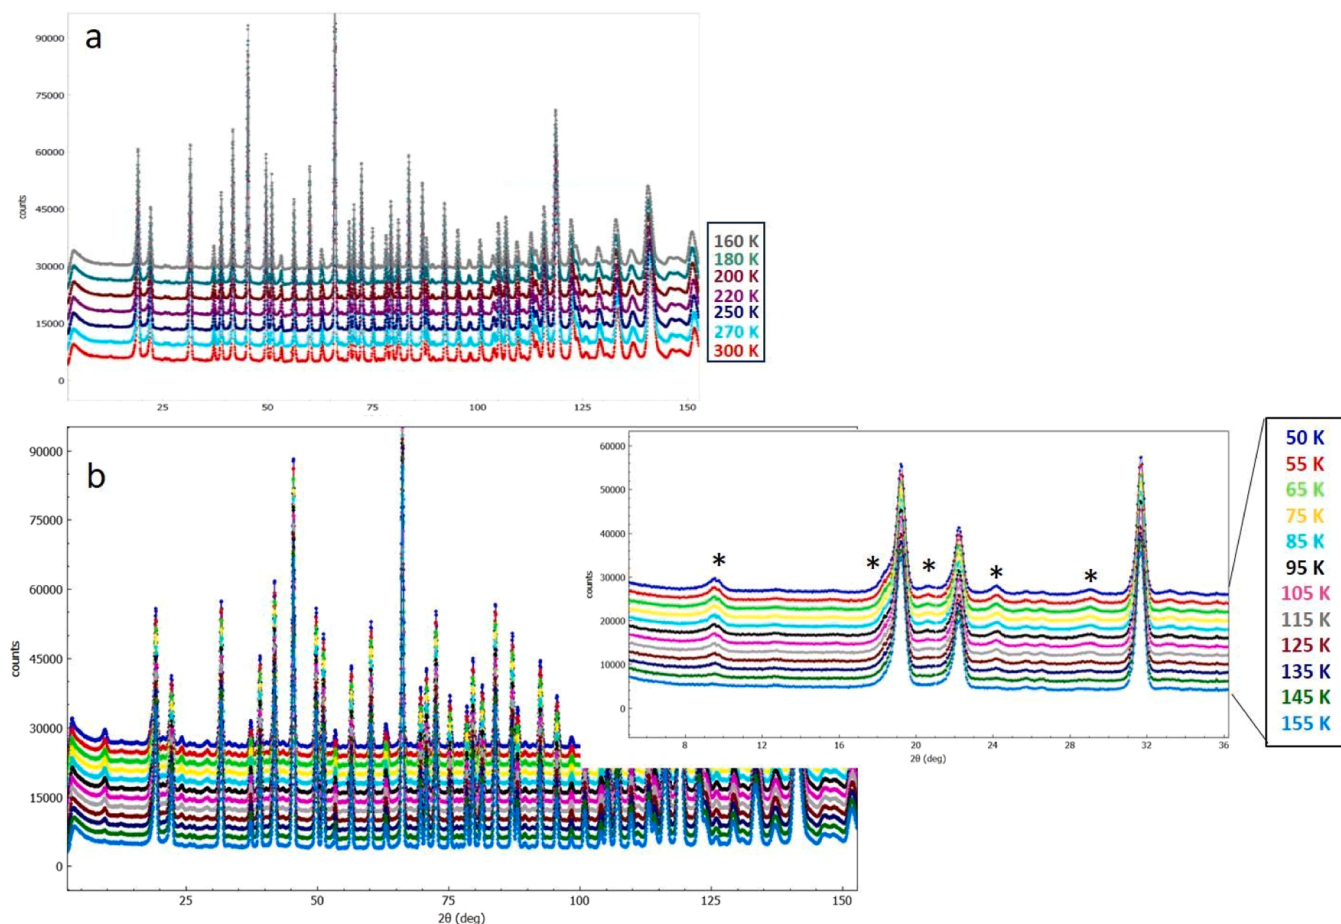 a
90000
75000
60000
45000
30000
15000
0
counts
25
50
75
100
125
150
160 K
180 K
200 K
220 K
250 K
270 K
300 K
b
90000
75000
60000
45000
30000
15000
0
counts
25
50
75
100
125
150
2θ (deg)
60000
50000
40000
30000
20000
10000
0
counts
* * * * *
8
12
16
20
24
28
32
36
2θ (deg)
50 K
55 K
65 K
75 K
85 K
95 K
105 K
115 K
125 K
135 K
145 K
155 K